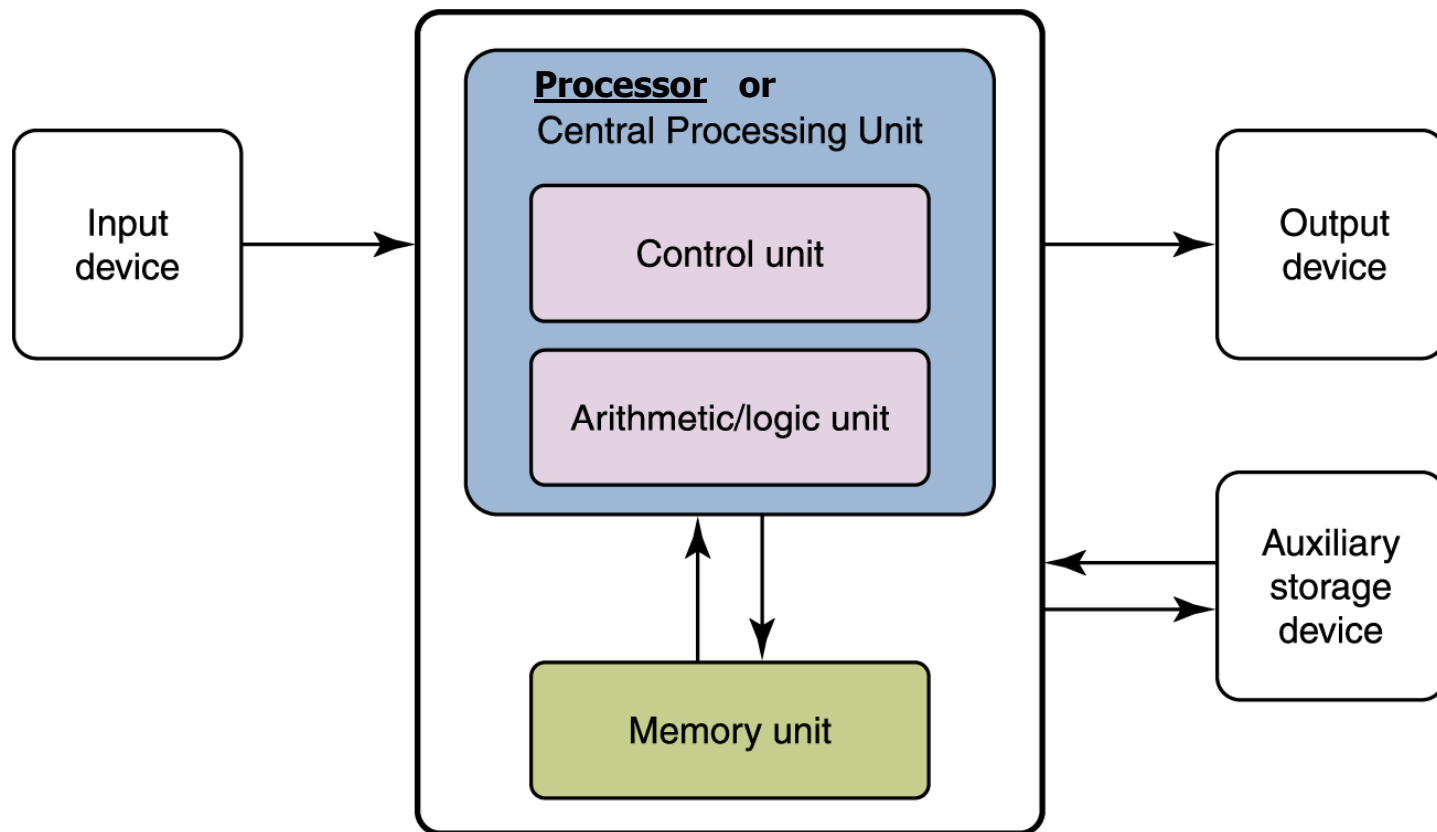 Processor or
Central Processing Unit
Input
device
Control unit
Output
device
Arithmetic/logic unit
Auxiliary
storage
device
Memory unit